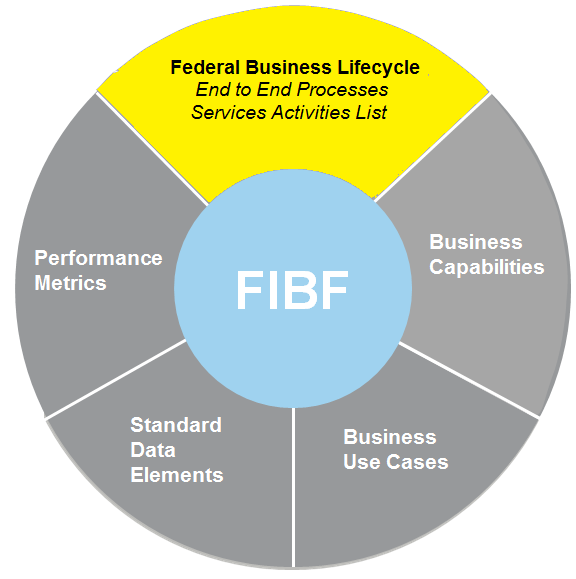 Federal Business Lifecycle
End to End Processes
Services Activities List
Business
Capabilities
Business
Use Cases
Standard
Data
Elements
Performance
Metrics
FIBF